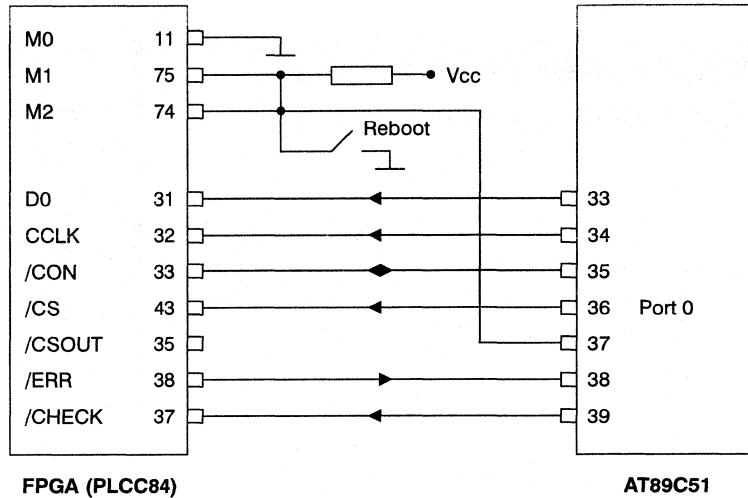 M0 11
M1 75 Vcc
M2 74
Reboot
D0 31 33
CCLK 32 34
/CON 33 35
/CS 43 36 Port 0
/CSOUT 35 37
/ERR 38 38
/CHECK 37 39
FPGA (PLCC84) AT89C51